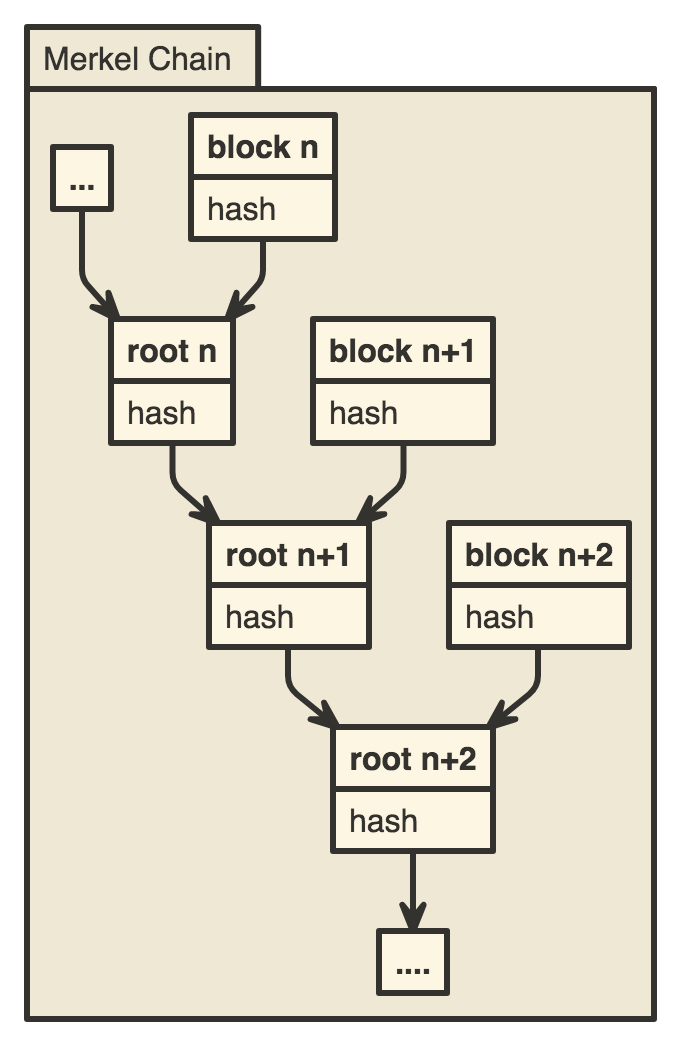 Merkel Chain
...
block n
hash
root n
hash
block n+1
hash
root n+1
hash
block n+2
hash
root n+2
hash
....